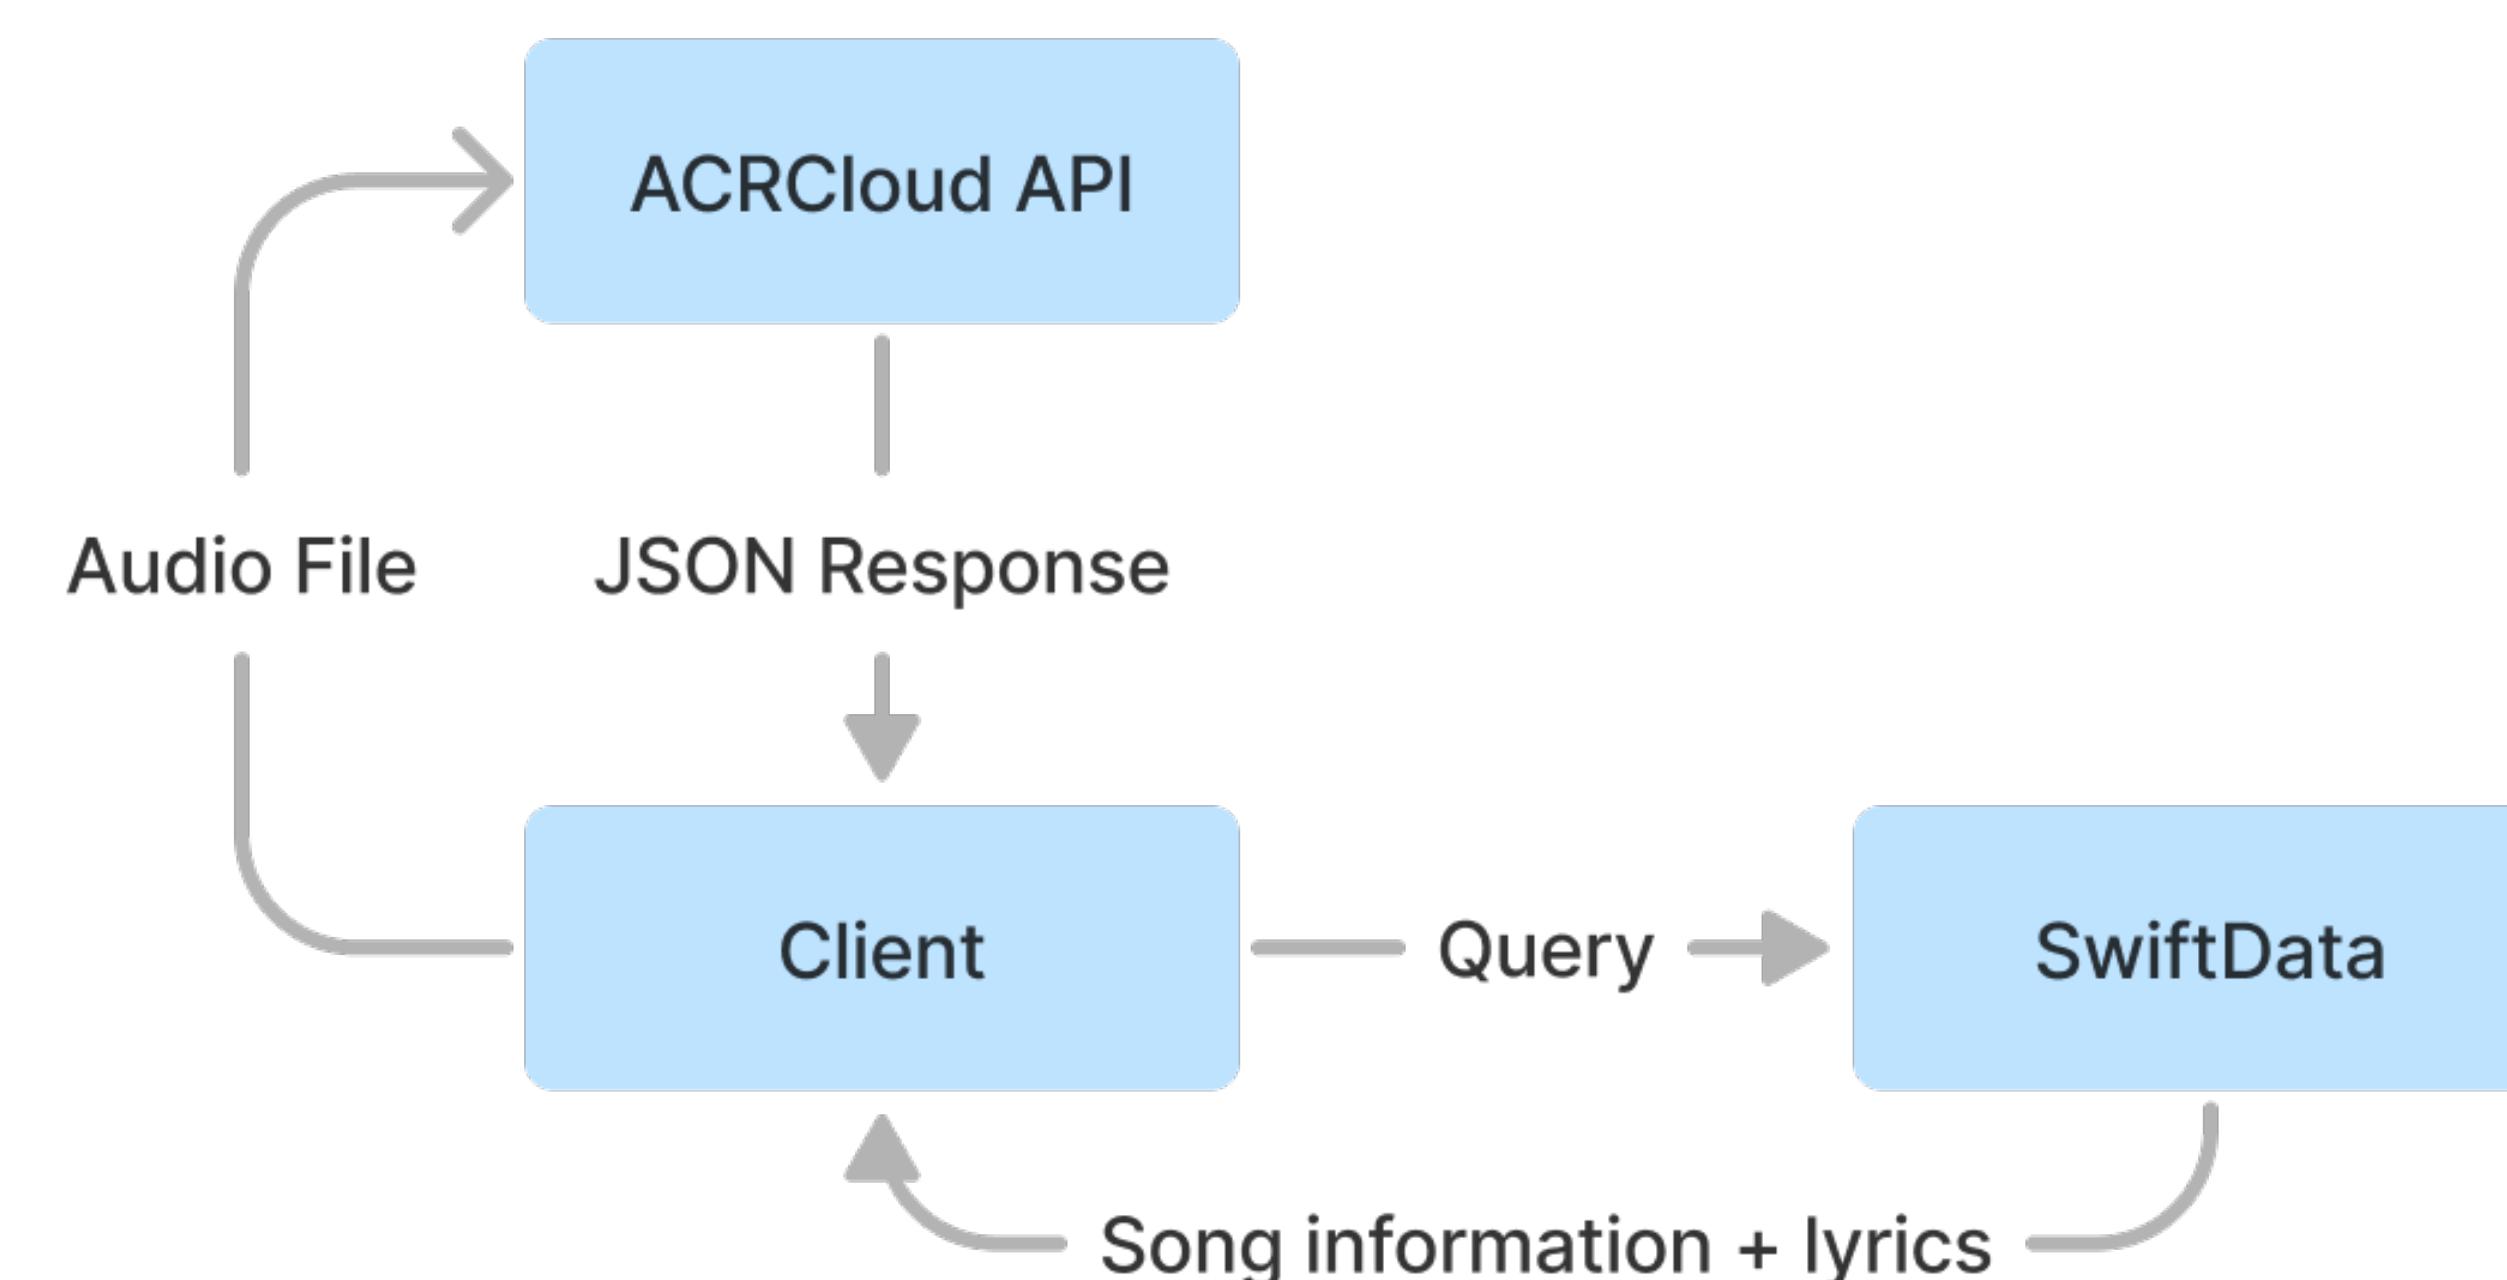 ACRCloud API
Audio File
JSON Response
Client
Query
SwiftData
Song information + lyrics